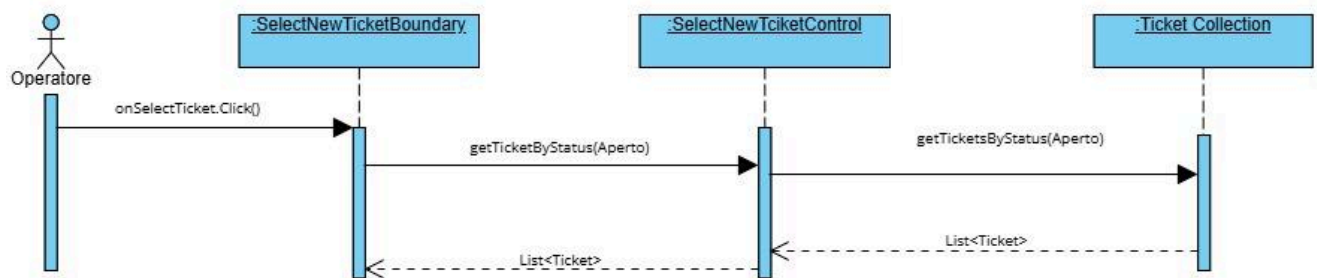 :SelectNewTicketBoundary
:SelectNewTciketControl
:Ticket Collection
Operatore
onSelectTicket.Click()
getTicketByStatus(Aperto)
getTicketsByStatus(Aperto)
List<Ticket>
List<Ticket>